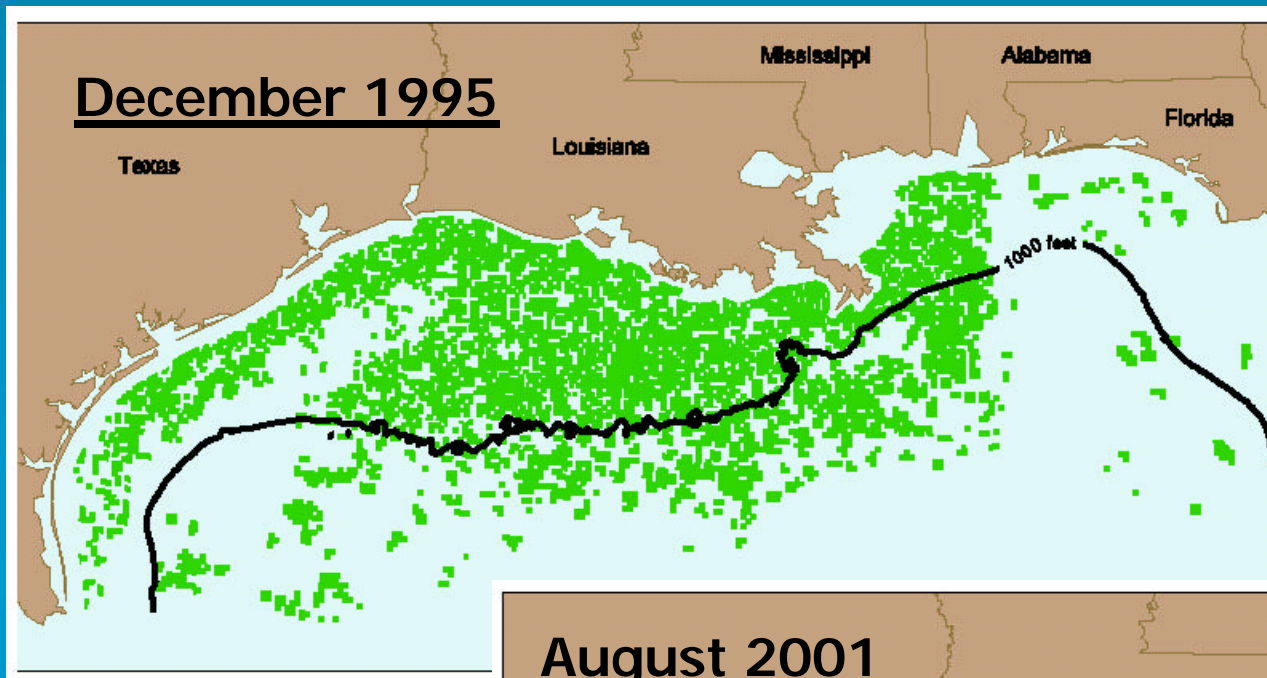 Mississippi
Alabama
December 1995
Florida
Louisiana
Texas
1000 feet
August 2001